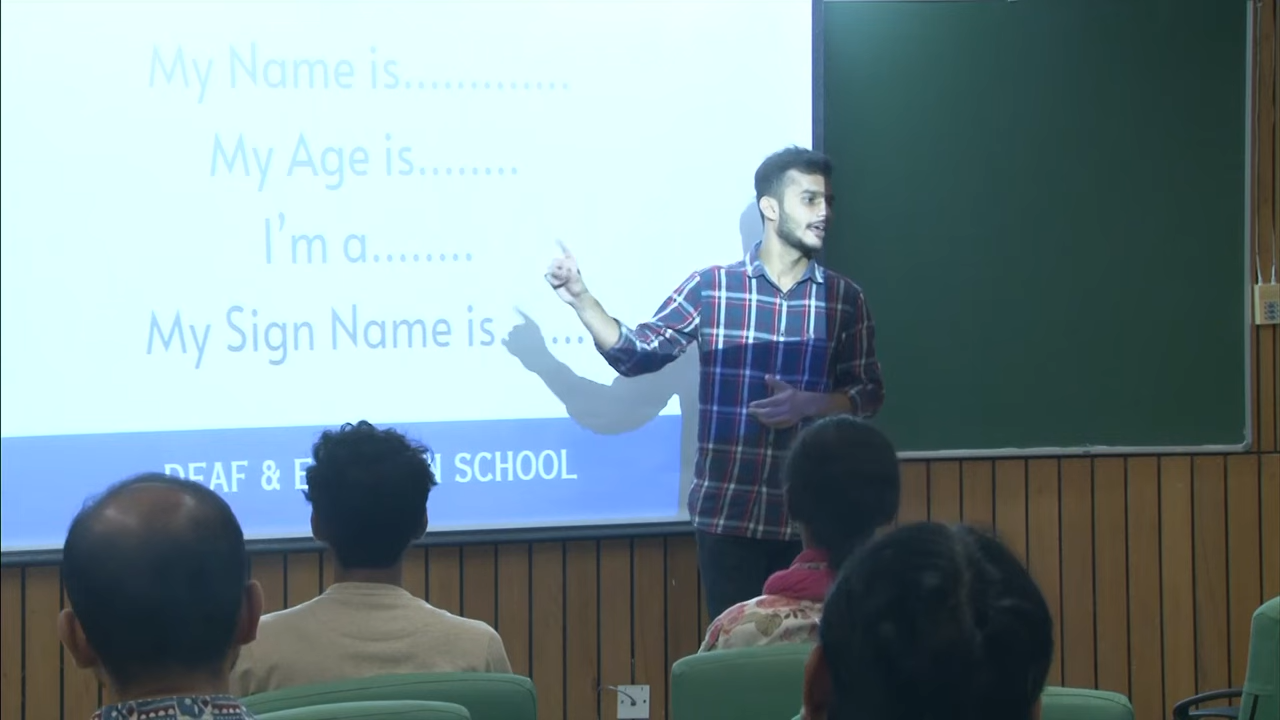 My Name is.............
My Age is........
I'm a........
My Sign Name is
DEAF & SCHOOL